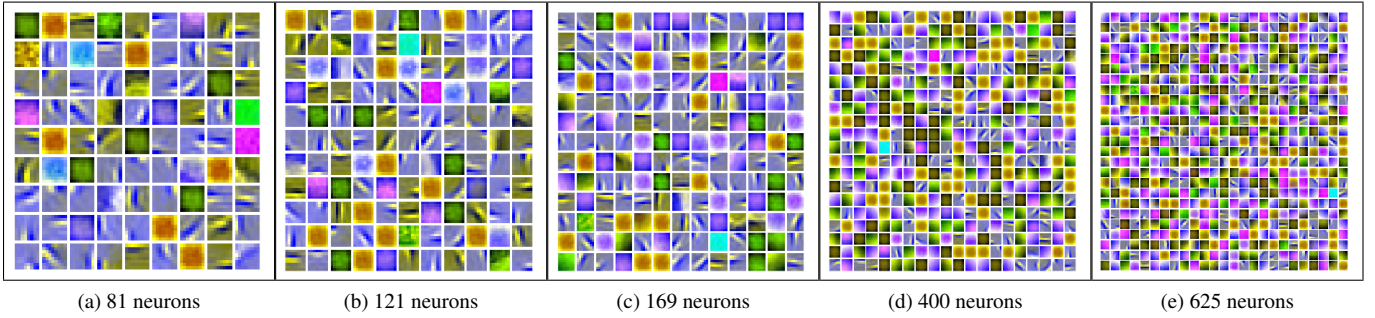 (a) 81 neurons
(b) 121 neurons
(c) 169 neurons
(d) 400 neurons
(e) 625 neurons